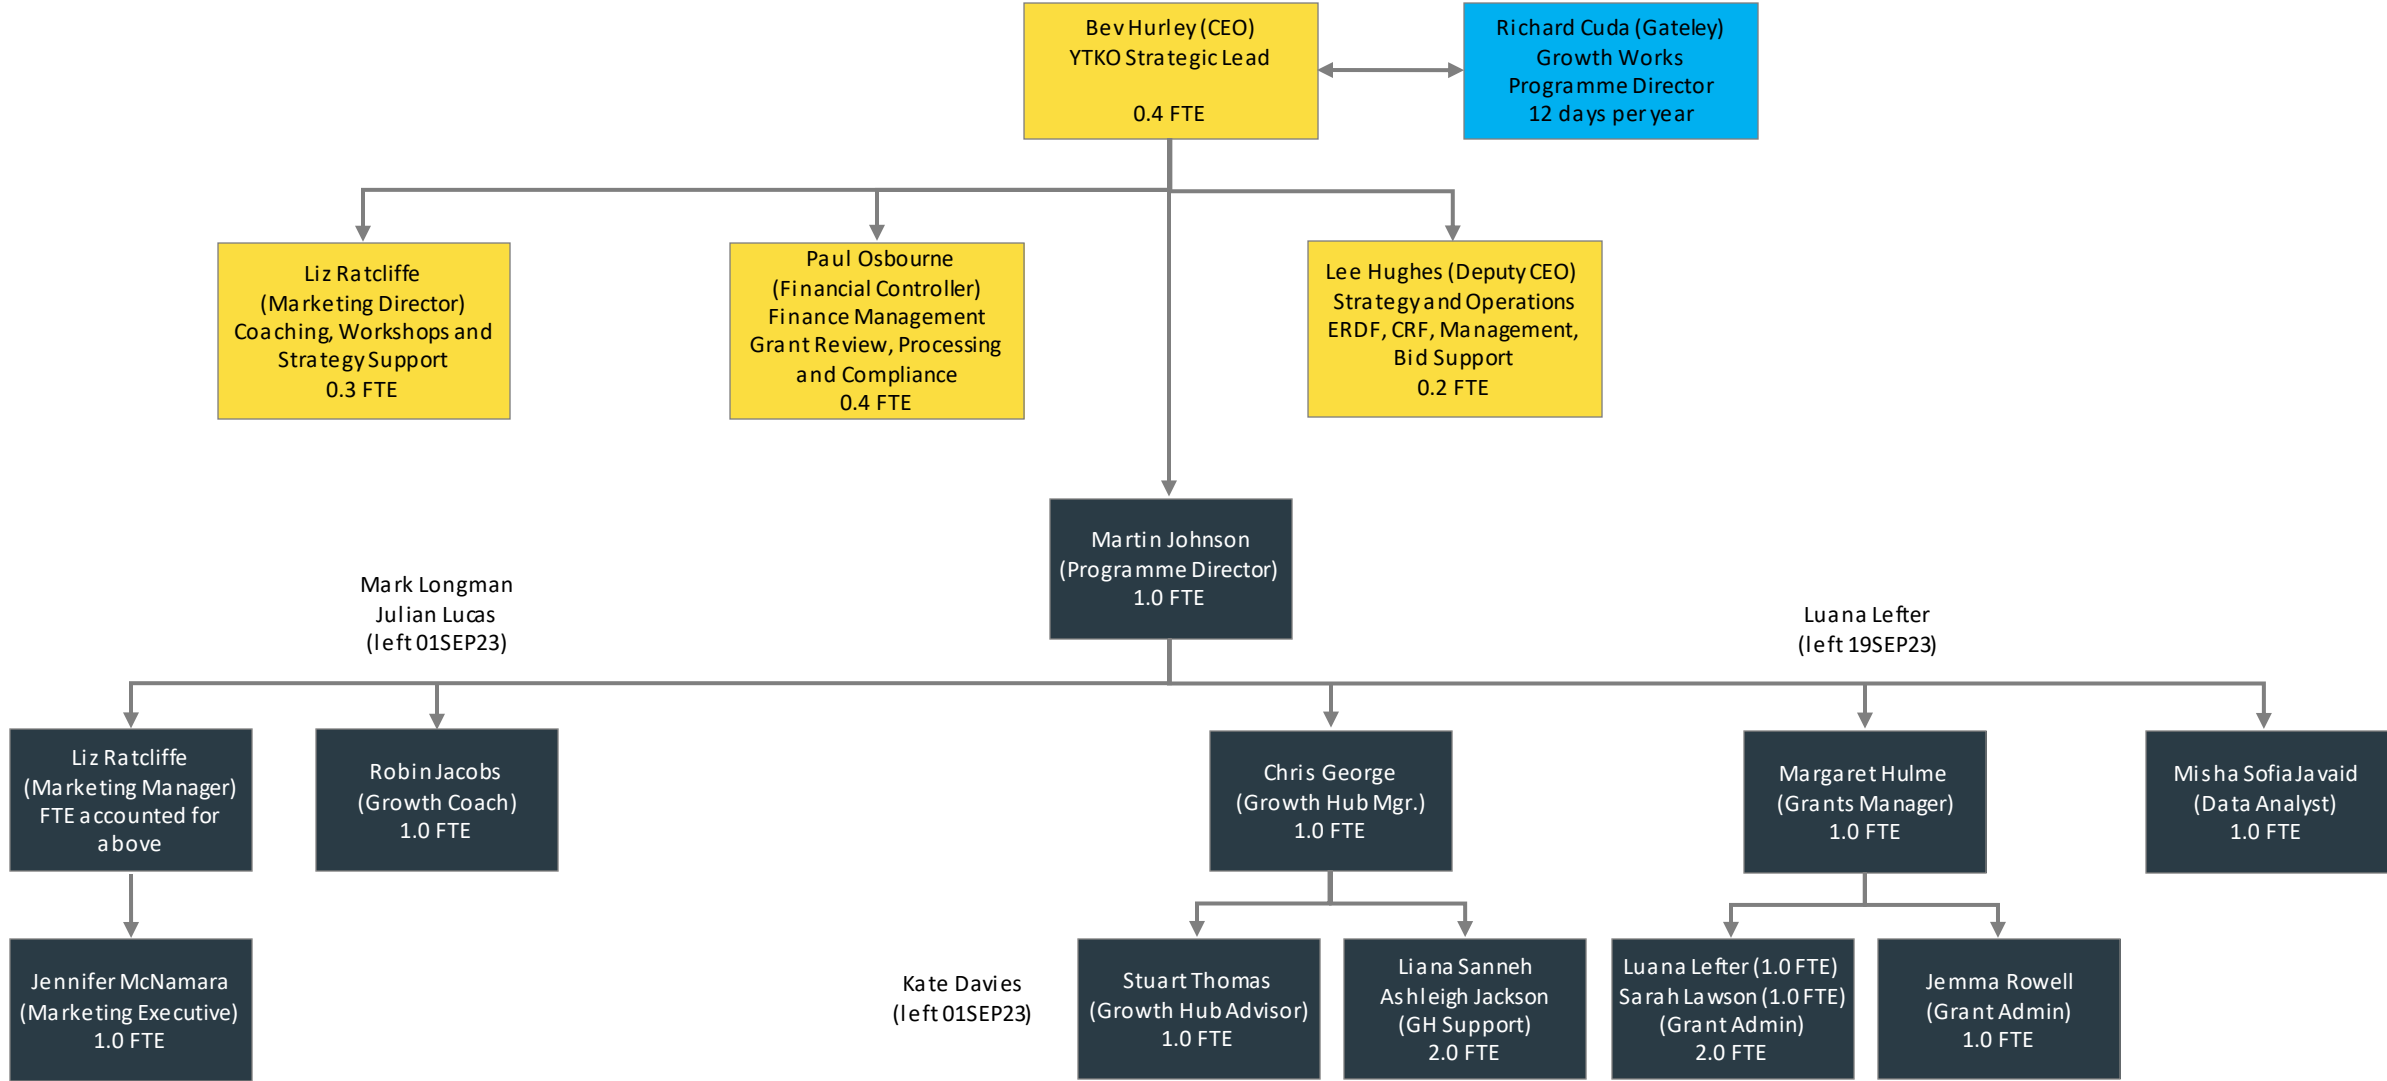 Bev Hurley (CEO)
YTKO Strategic Lead
0.4 FTE
Richard Cuda (Gateley)
Growth Works
Programme Director
12 days per year
Liz Ratcliffe
(Marketing Director)
Coaching, Workshops and
Strategy Support
0.3 FTE
Paul Osbourne
(Financial Controller)
Finance Management
Grant Review, Processing
and Compliance
0.4 FTE
Lee Hughes (Deputy CEO)
Strategy and Operations
ERDF, CRF, Management,
Bid Support
0.2 FTE
Martin Johnson
(Programme Director)
1.0 FTE
Mark Longman
Julian Lucas
(left 01SEP23)
Luana Lefter
(left 19SEP23)
Liz Ratcliffe
(Marketing Manager)
FTE accounted for
above
Robin Jacobs
(Growth Coach)
1.0 FTE
Chris George
(Growth Hub Mgr.)
1.0 FTE
Margaret Hulme
(Grants Manager)
1.0 FTE
Misha Sofia Javaid
(Data Analyst)
1.0 FTE
Jennifer McNamara
(Marketing Executive)
1.0 FTE
Kate Davies
(left 01SEP23)
Stuart Thomas
(Growth Hub Advisor)
1.0 FTE
Liana Sanneh
Ashleigh Jackson
(GH Support)
2.0 FTE
Luana Lefter (1.0 FTE)
Sarah Lawson (1.0 FTE)
(Grant Admin)
2.0 FTE
Jemma Rowell
(Grant Admin)
1.0 FTE